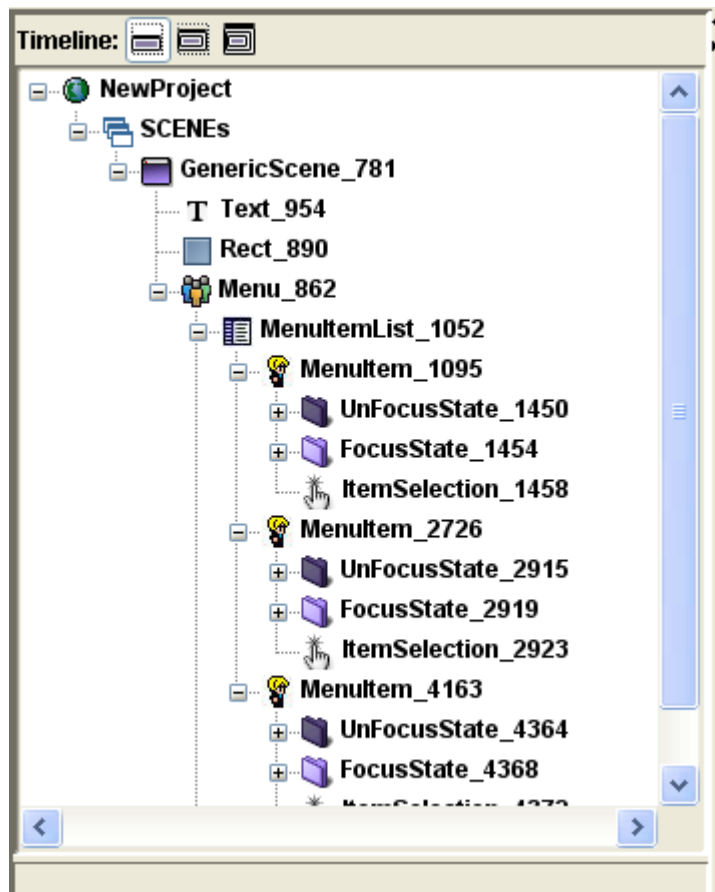 Timeline:
NewProject
SCENEs
GenericScene_781
T Text_954
Rect_890
Menu_862
MenuItemList_1052
MenuItem_1095
UnFocusState_1450
FocusState_1454
ItemSelection_1458
MenuItem_2726
UnFocusState_2915
FocusState_2919
ItemSelection_2923
MenuItem_4163
UnFocusState_4364
FocusState_4368
ItemSelection_4372